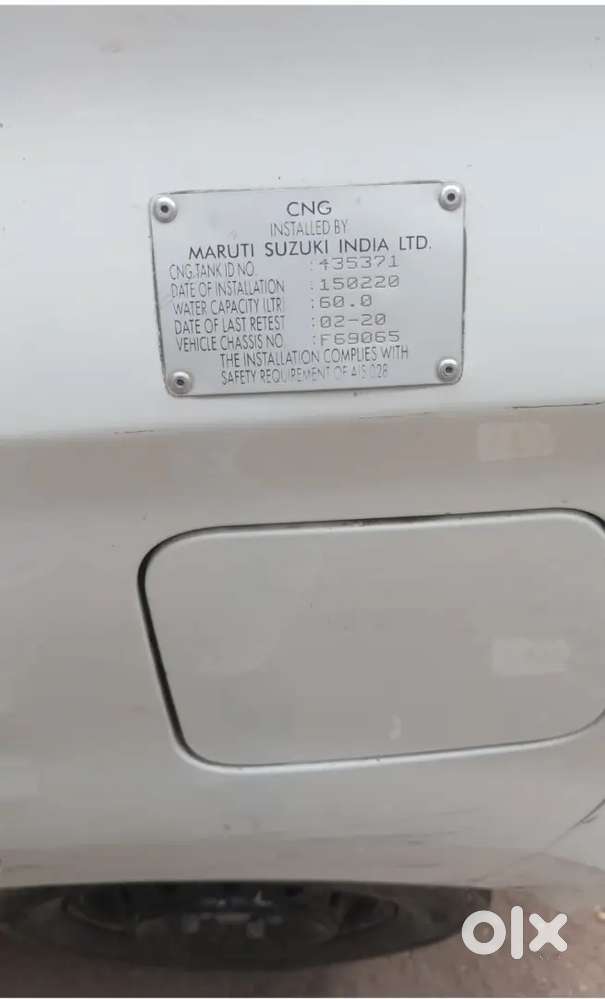 CNG
INSTALLED BY
MARUTI SUZUKI INDIA LTD.
CNG.TANK ID NO. :435371
DATE OF INSTALLATION :150220
WATER CAPACITY (LTR) :60.0
DATE OF LAST RETEST :02-20
VEHICLE CHASSIS NO :F69065
THE INSTALLATION COMPLIES WITH
SAFETY REQUIREMENT OF AIS 028
olx